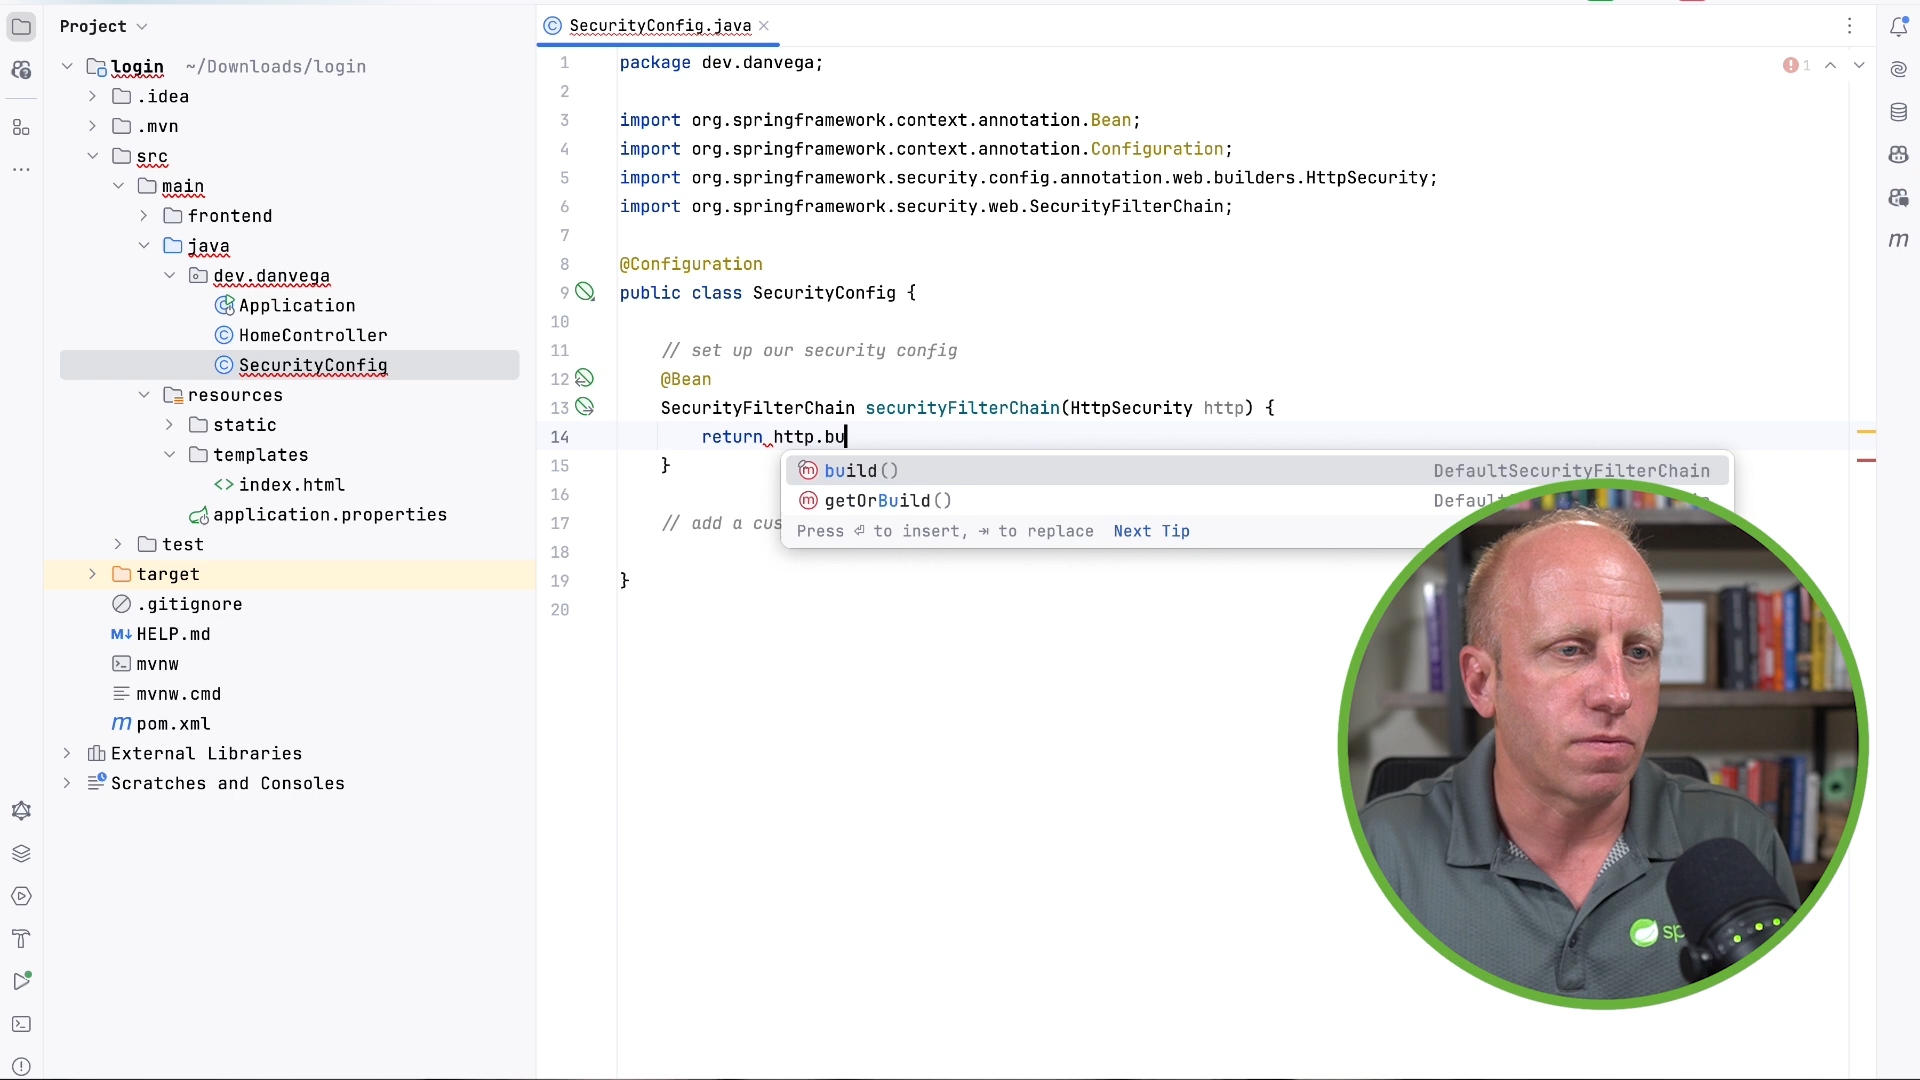 Project
SecurityConfig.java
login ~/Downloads/login
.idea
.mvn
src
main
frontend
java
dev.danvega
Application
HomeController
SecurityConfig
resources
static
templates
index.html
application.properties
test
target
.gitignore
M↓ HELP.md
mvnw
mvnw.cmd
m pom.xml
External Libraries
Scratches and Consoles
1 package dev.danvega;
2
3 import org.springframework.context.annotation.Bean;
4 import org.springframework.context.annotation.Configuration;
5 import org.springframework.security.config.annotation.web.builders.HttpSecurity;
6 import org.springframework.security.web.SecurityFilterChain;
7
8 @Configuration
9 public class SecurityConfig {
10
11 // set up our security config
12 @Bean
13 SecurityFilterChain securityFilterChain(HttpSecurity http) {
14 return http.bu
15 }
16
17 // add a cus
18
19 }
20
1
m build() DefaultSecurityFilterChain
m getOrBuild() Default
Press ⏎ to insert, ⇥ to replace Next Tip
m
sp